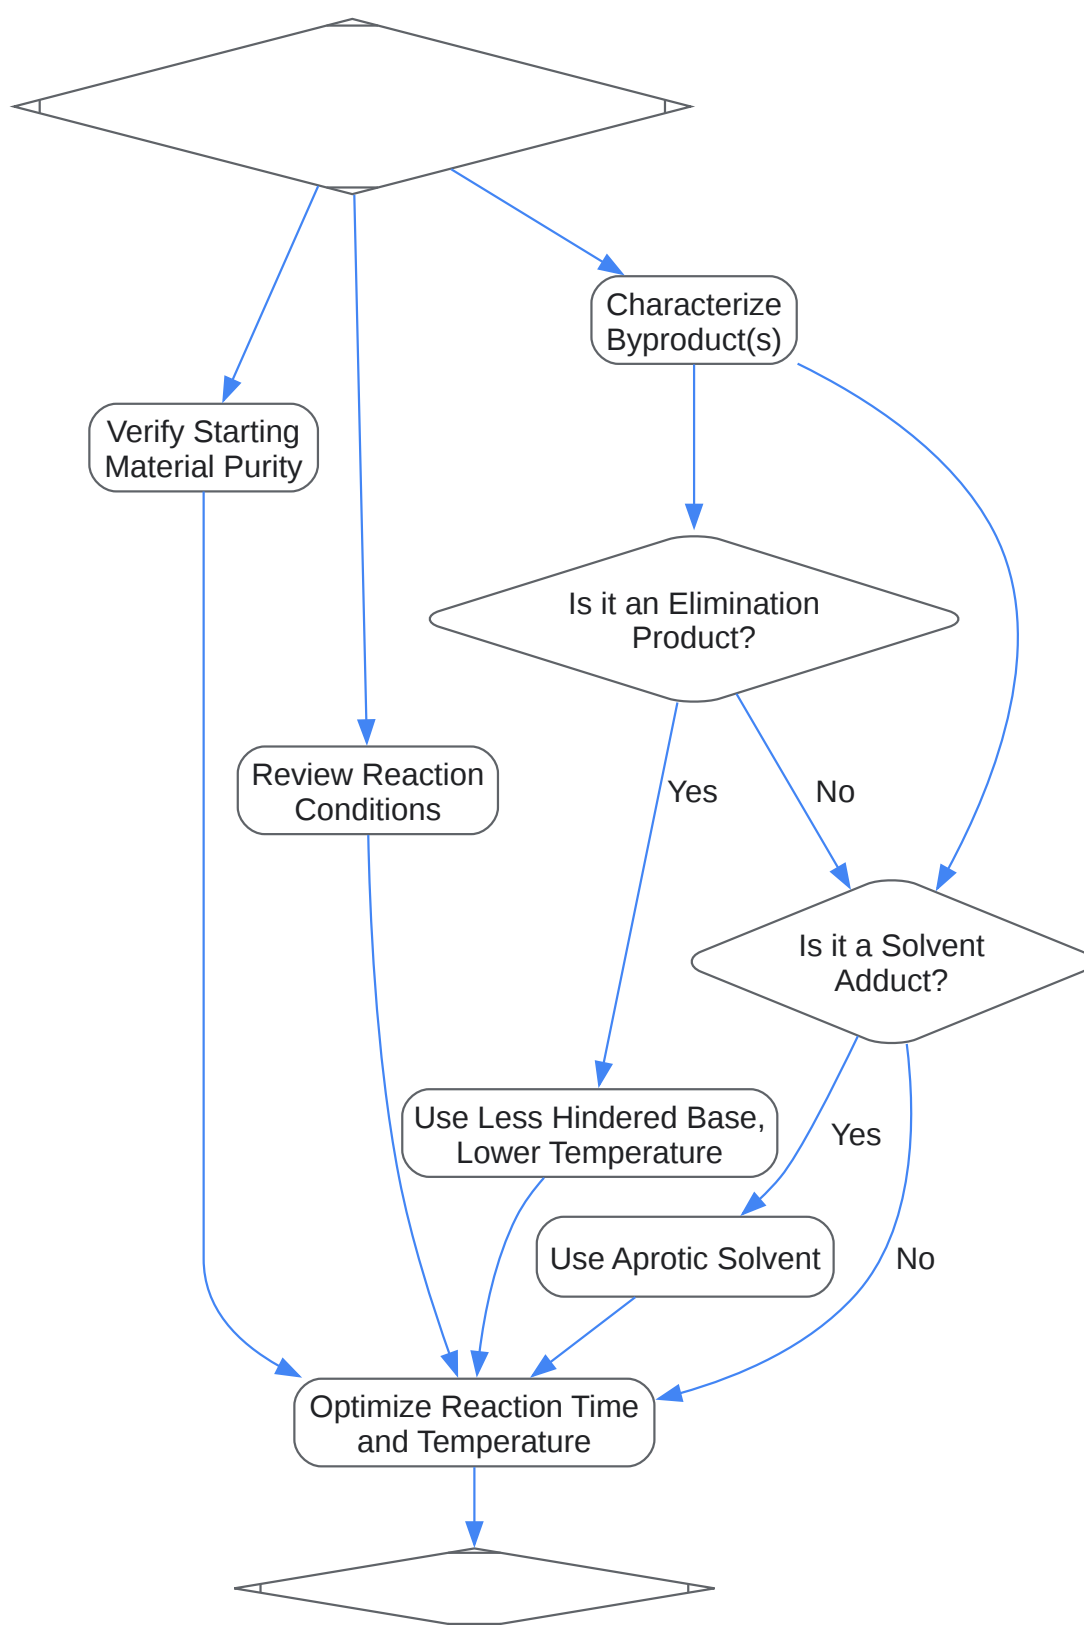 Characterize
Byproduct(s)
Verify Starting
Material Purity
Is it an Elimination
Product?
Review Reaction
Conditions
Yes
No
Is it a Solvent
Adduct?
Use Less Hindered Base,
Lower Temperature
Yes
Use Aprotic Solvent
No
Optimize Reaction Time
and Temperature